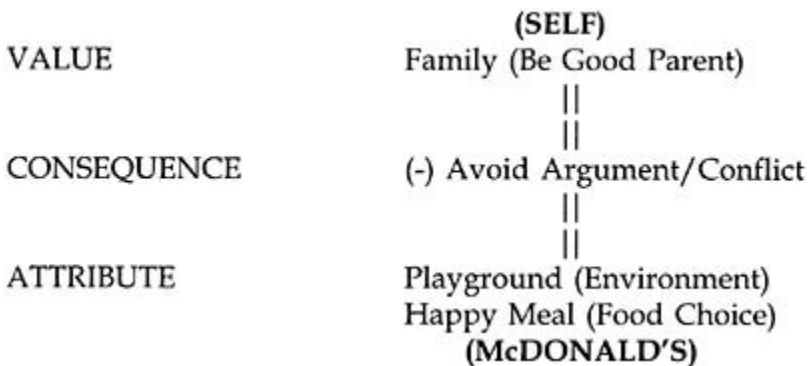 (SELF)
VALUE Family (Be Good Parent)
||
||
CONSEQUENCE (-) Avoid Argument/Conflict
||
||
ATTRIBUTE Playground (Environment)
Happy Meal (Food Choice)
(McDONALD'S)